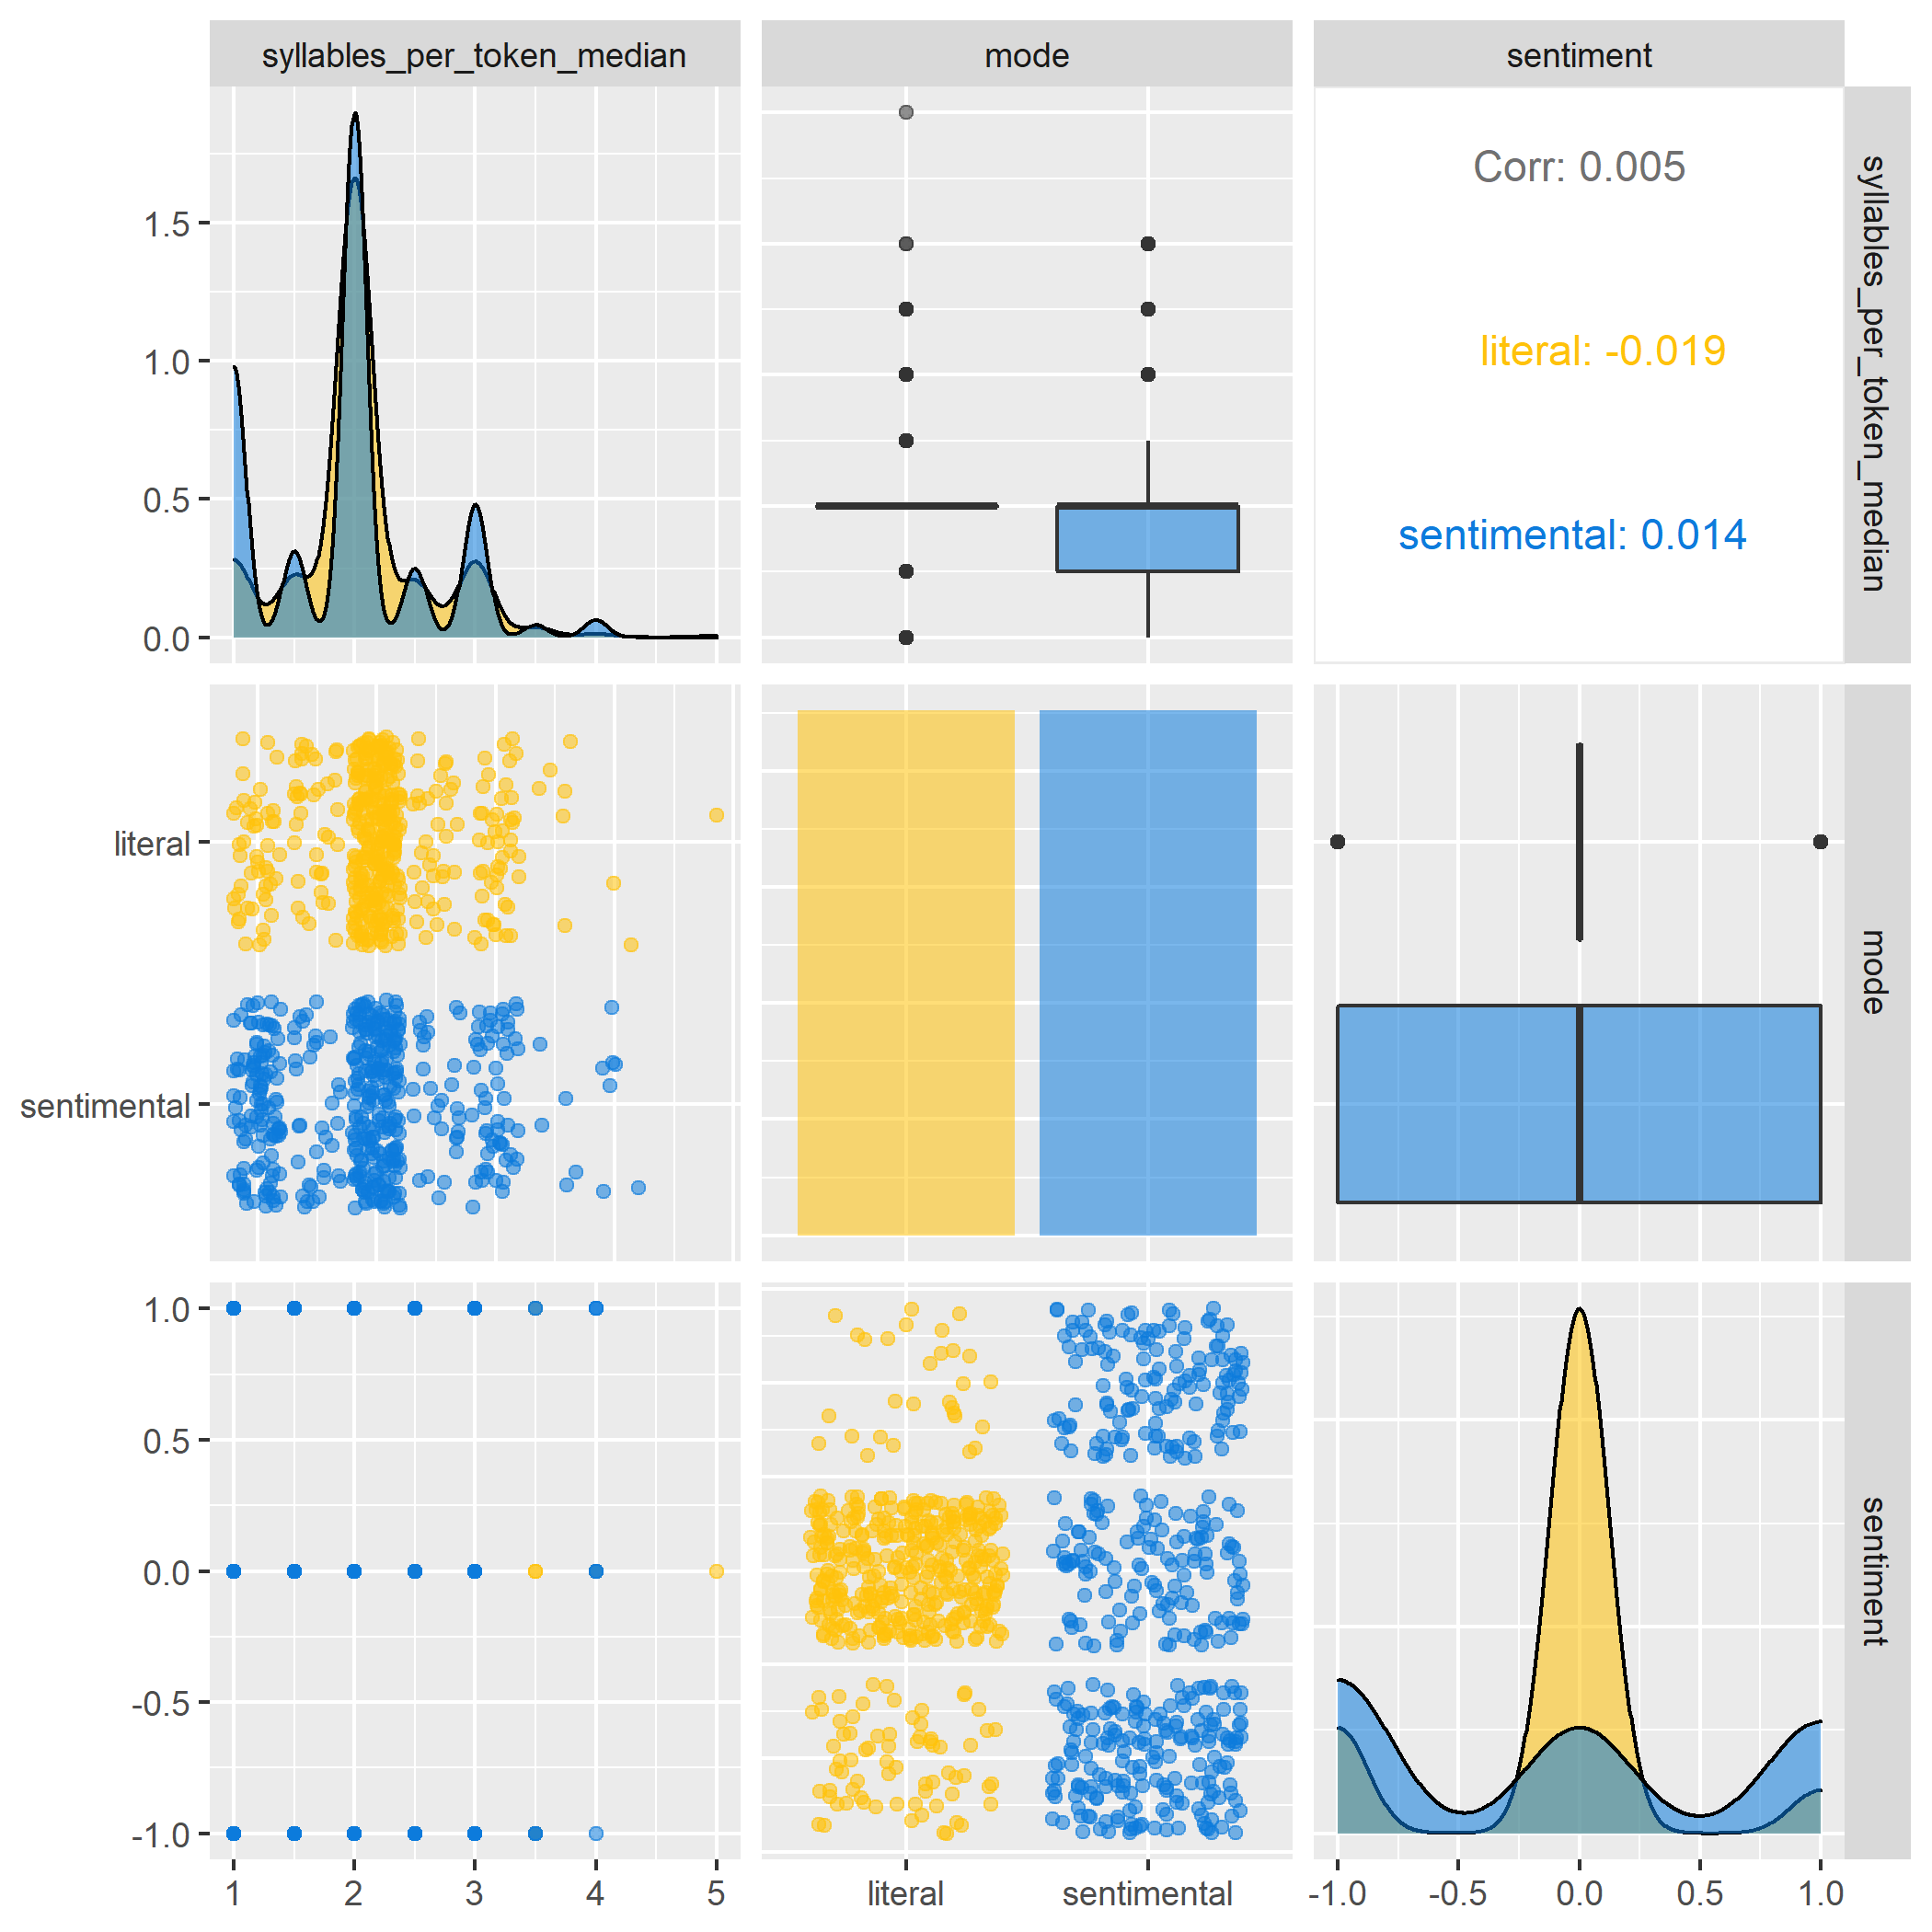 syllables_per_token_median
mode
sentiment
1.5
1.0
0.5
0.0
Corr: 0.005
literal: -0.019
sentimental: 0.014
syllables_per_token_median
literal
sentimental
mode
1.0
0.5
0.0
-0.5
-1.0
sentiment
1 2 3 4 5
literal sentimental
-1.0 -0.5 0.0 0.5 1.0